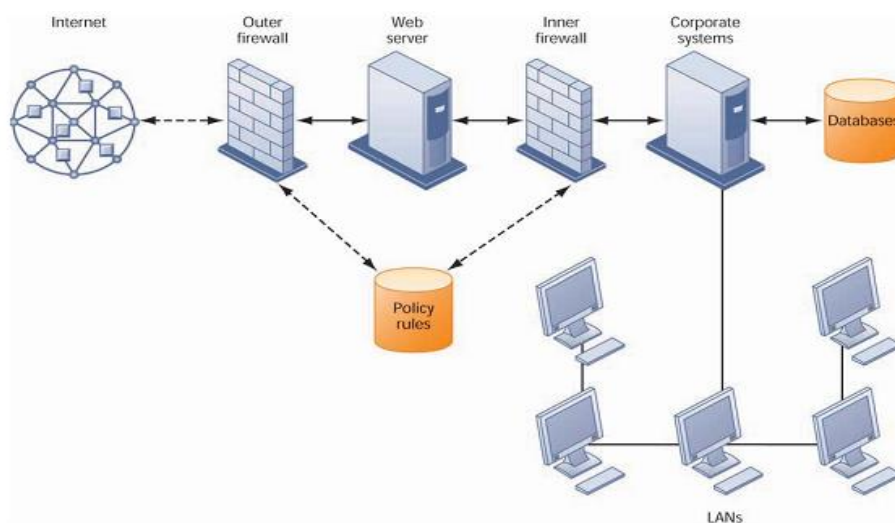 Internet
Outer
firewall
Web
server
Inner
firewall
Corporate
systems
Databases
Policy
rules
LANs